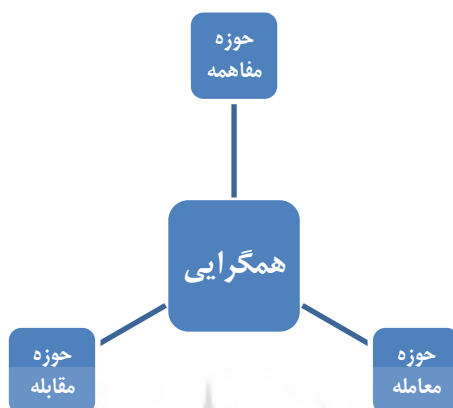 حوزه
مفاهمه
همگرایی
حوزه
معامله
حوزه
مقابله